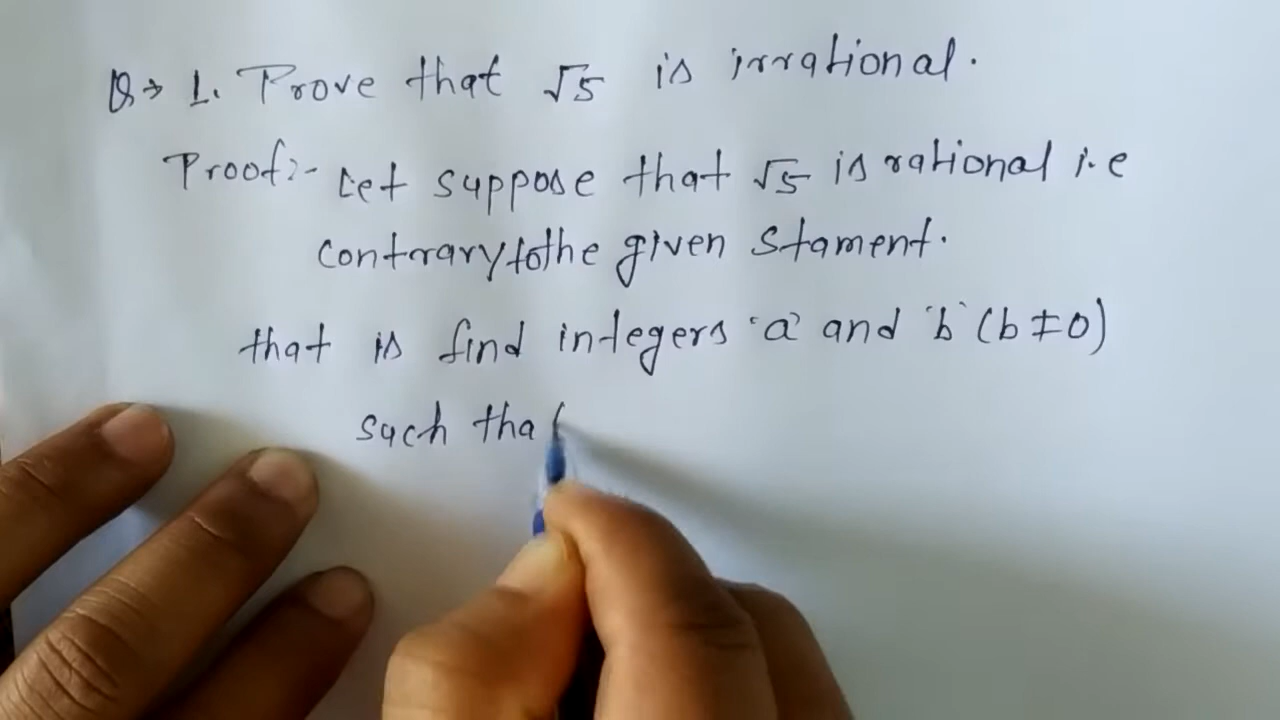 Q→ 1. Prove that √5 is irrational.
Proof:- Let suppose that √5 is rational i.e
Contrary to the given Stament.
that is find integers 'a' and 'b' (b≠0)
such that